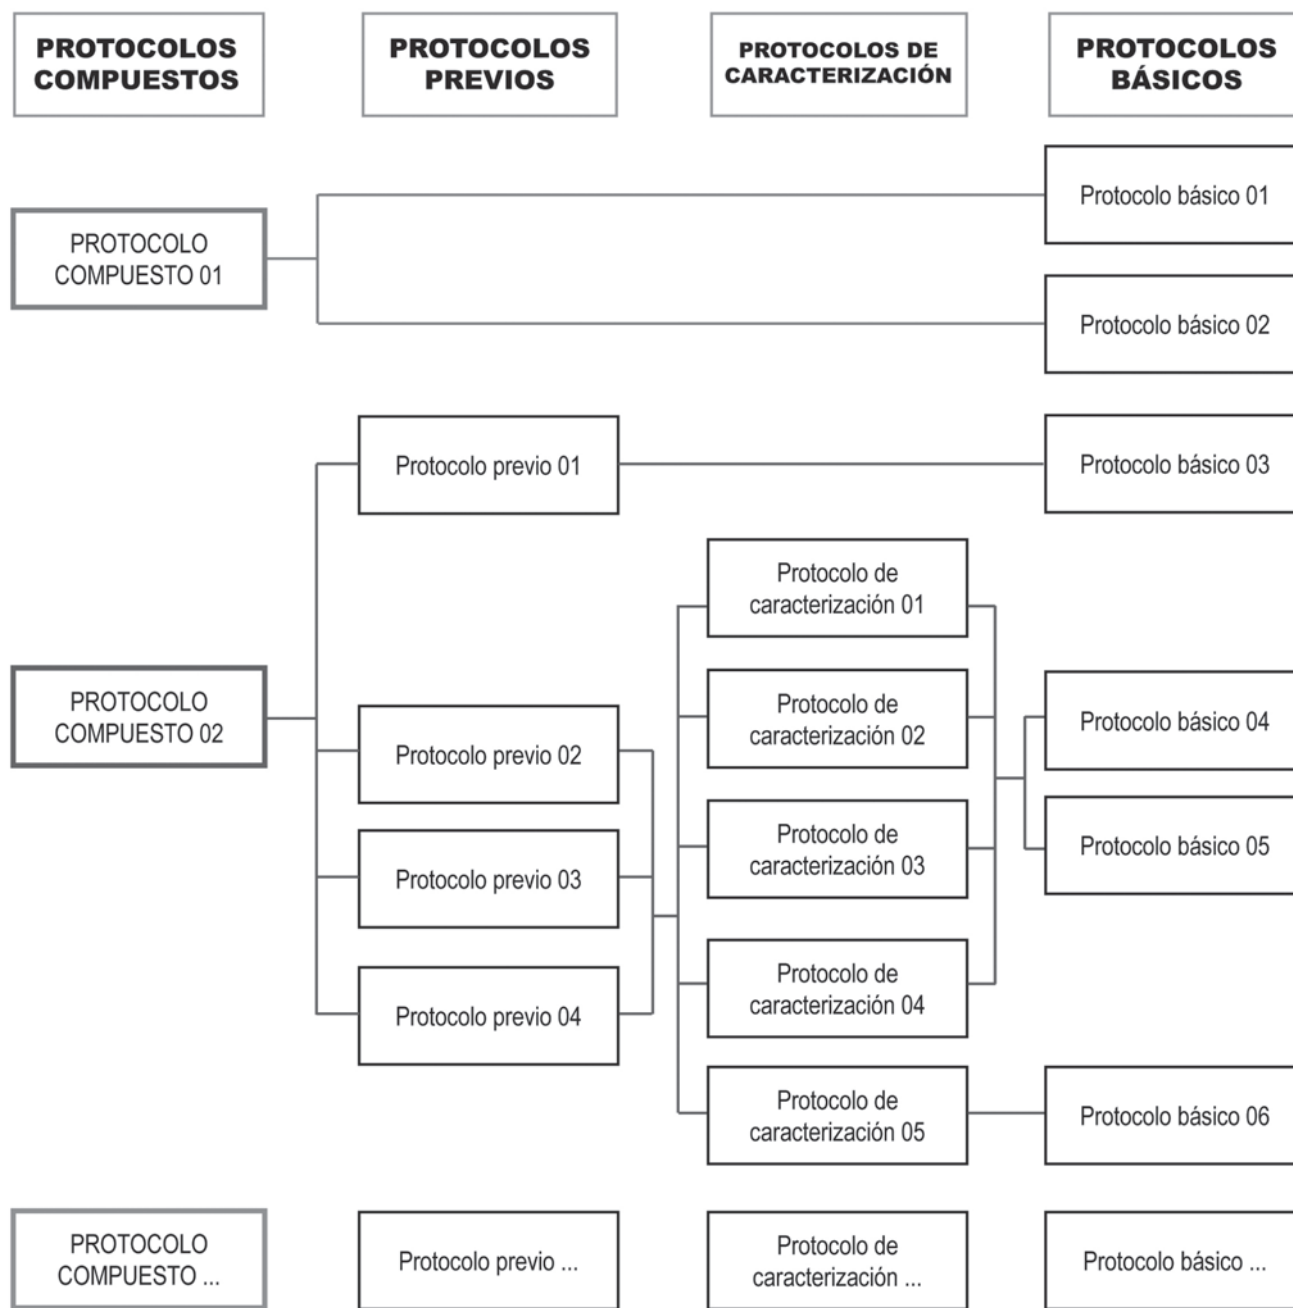 PROTOCOLOS
COMPUESTOS
PROTOCOLOS
PREVIOS
PROTOCOLOS DE
CARACTERIZACIÓN
PROTOCOLOS
BÁSICOS
PROTOCOLO
COMPUESTO 01
Protocolo básico 01
Protocolo básico 02
PROTOCOLO
COMPUESTO 02
Protocolo previo 01
Protocolo básico 03
Protocolo previo 02
Protocolo previo 03
Protocolo previo 04
Protocolo de
caracterización 01
Protocolo de
caracterización 02
Protocolo de
caracterización 03
Protocolo de
caracterización 04
Protocolo de
caracterización 05
Protocolo básico 04
Protocolo básico 05
Protocolo básico 06
PROTOCOLO
COMPUESTO ...
Protocolo previo ...
Protocolo de
caracterización ...
Protocolo básico ...